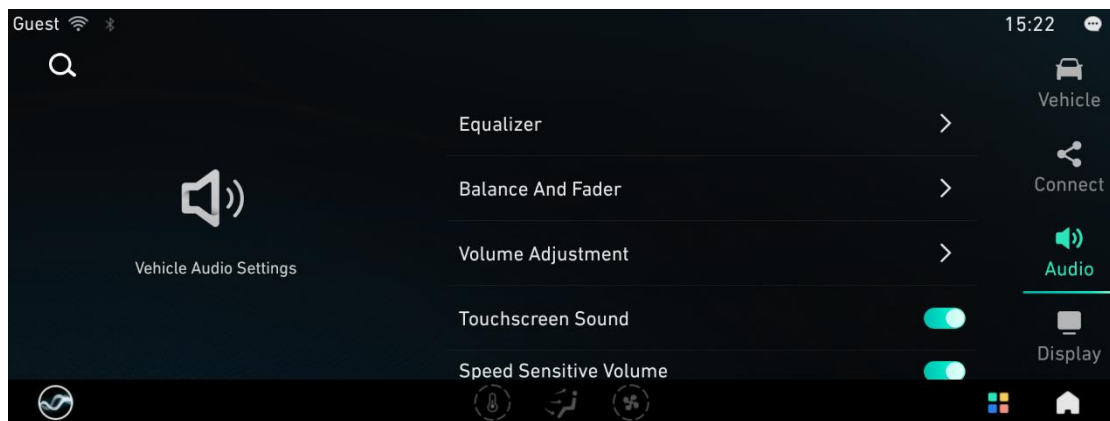 Guest
15:22
Vehicle
Equalizer
Balance And Fader
Connect
Volume Adjustment
Vehicle Audio Settings
Audio
Touchscreen Sound
Display
Speed Sensitive Volume